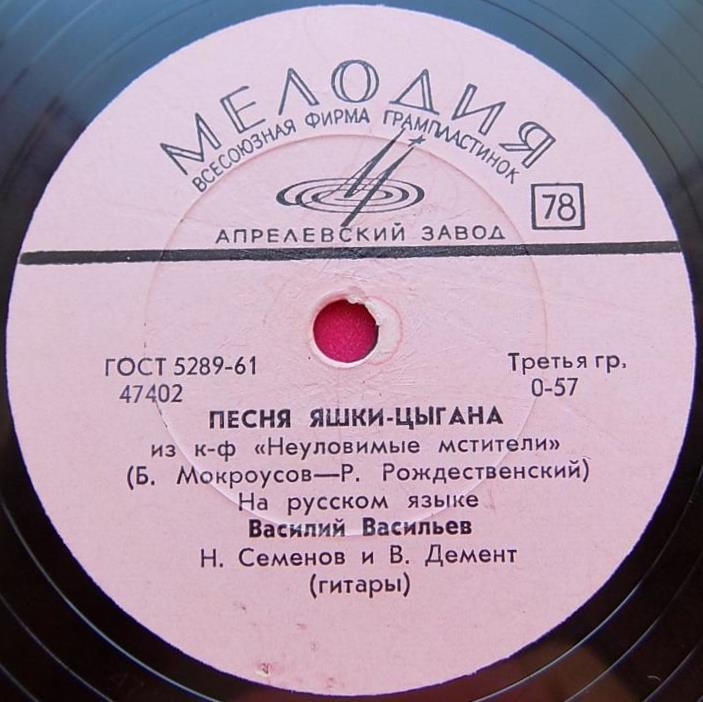 МЕЛОДИЯ
ВСЕСОЮЗНАЯ ФИРМА ГРАМПЛАСТИНОК
78
АПРЕЛЕВСКИЙ ЗАВОД
ГОСТ 5289-61
47402
Третья гр.
0-57
ПЕСНЯ ЯШКИ-ЦЫГАНА
из к-ф «Неуловимые мстители»
(Б. Мокроусов—Р. Рождественский)
На русском языке
Василий Васильев
Н. Семенов и В. Демент
(гитары)